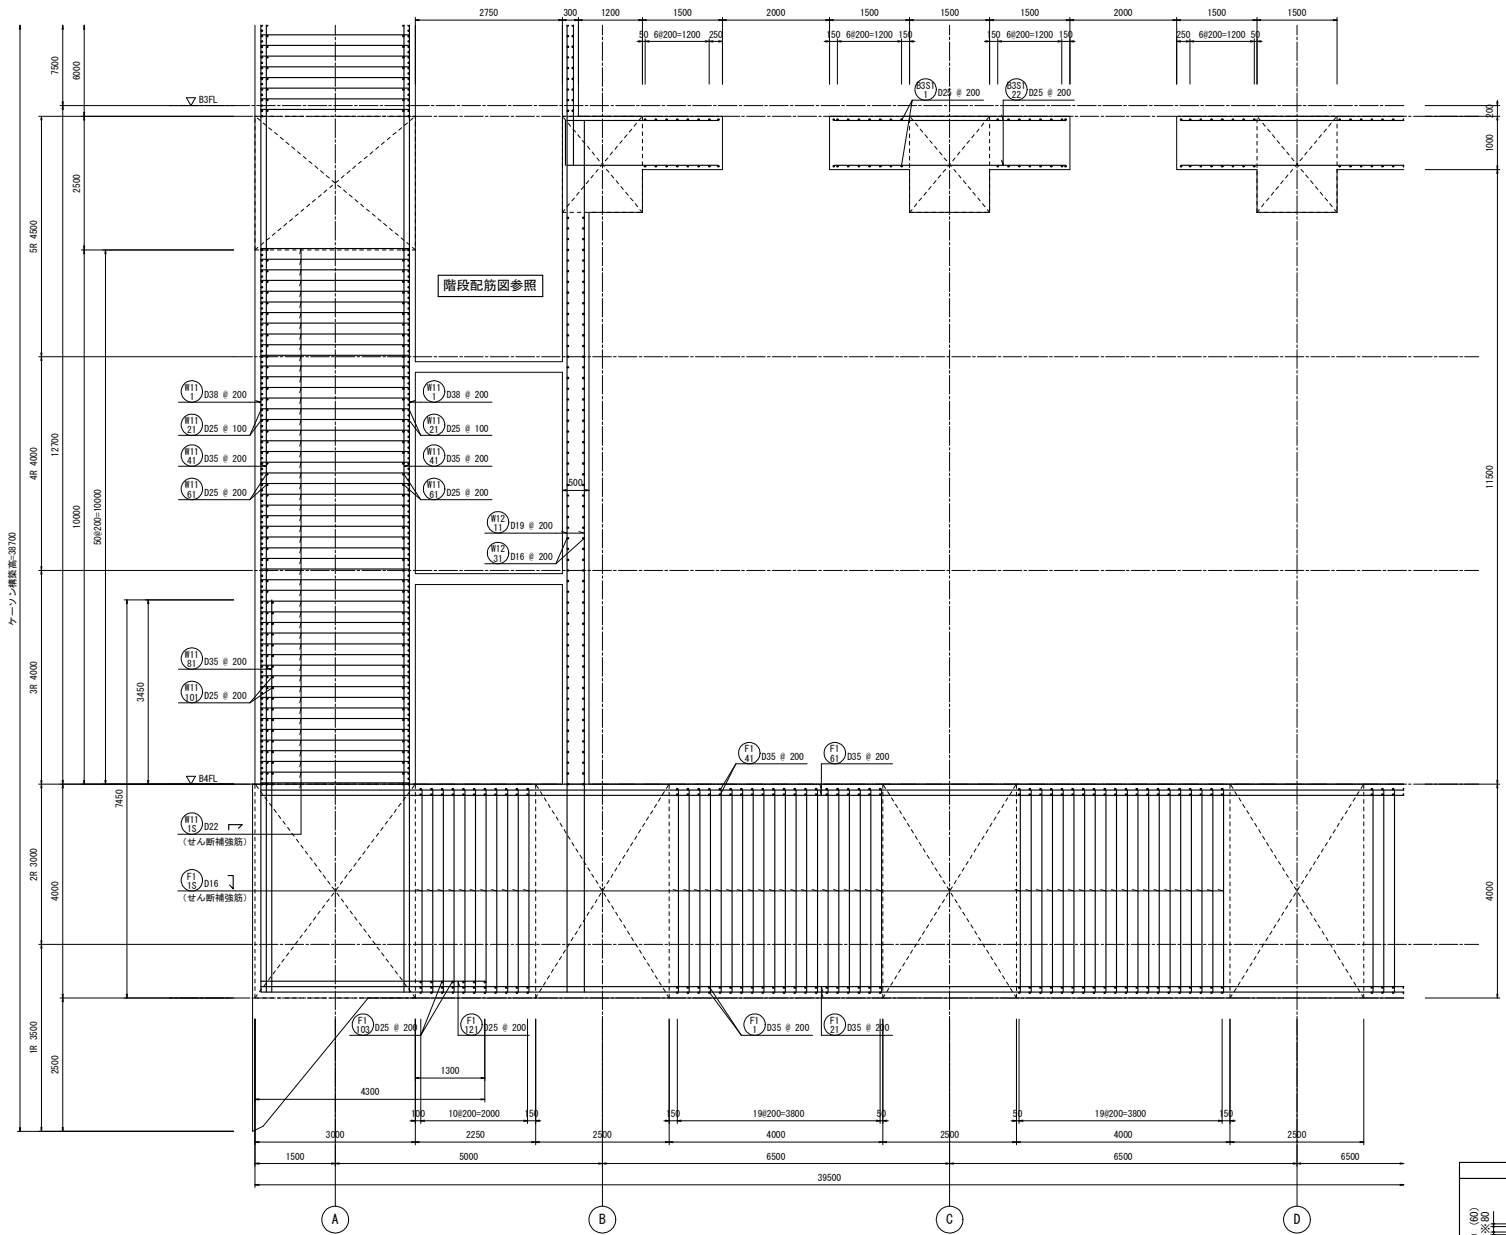 2750 300 1200 1500 2000 1500 1500 1500 2000 1500 1500
50 6@200=1200 250 150 6@200=1200 150 150 6@200=1200 150 250 6@200=1200 50
7500
6000
▽ B3FL
B3S1 1 D25 @ 200
B3S1 22 D25 @ 200
200
1000
2500
5R 4500
階段配筋図参照
W11 1 D38 @ 200
W11 21 D25 @ 100
W11 41 D35 @ 200
W11 61 D25 @ 200
W11 1 D38 @ 200
W11 21 D25 @ 100
W11 41 D35 @ 200
W11 61 D25 @ 200
4R 4000
12700
10000
50@200=10000
500
W12 11 D19 @ 200
W12 31 D16 @ 200
11500
ケーソン構築高=38700
3R 4000
3450
W11 81 D35 @ 200
W11 101 D25 @ 200
F1 41 D35 @ 200
F1 61 D35 @ 200
▽ B4FL
7450
W11 1S D22
(せん断補強筋)
F1 1S D16
(せん断補強筋)
2R 3000
4000
4000
1R 3500
2500
F1 103 D25 @ 200
F1 121 D25 @ 200
F1 1 D35 @ 200
F1 21 D35 @ 200
1300
4300
100 10@200=2000 150 150 19@200=3800 50 50 19@200=3800 150
3000 2250 2500 4000 2500 4000 2500
1500 5000 6500 6500 6500
39500
A B C D
(60)
※80